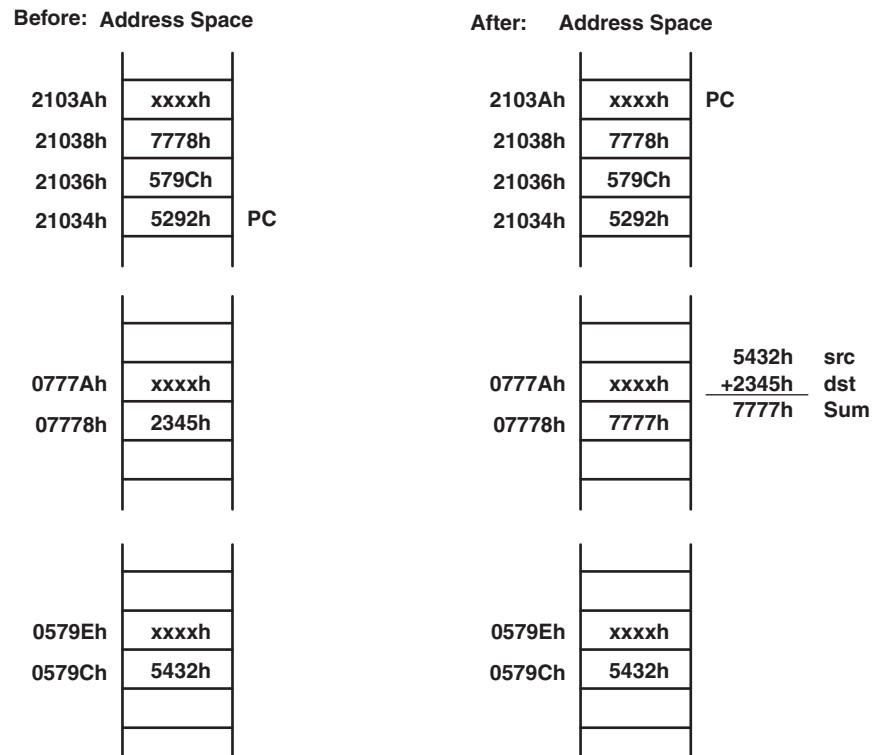 Before: Address Space
2103Ah xxxxh
21038h 7778h
21036h 579Ch
21034h 5292h PC
0777Ah xxxxh
07778h 2345h
0579Eh xxxxh
0579Ch 5432h
After: Address Space
2103Ah xxxxh PC
21038h 7778h
21036h 579Ch
21034h 5292h
0777Ah xxxxh
07778h 7777h
5432h src
+2345h dst
7777h Sum
0579Eh xxxxh
0579Ch 5432h